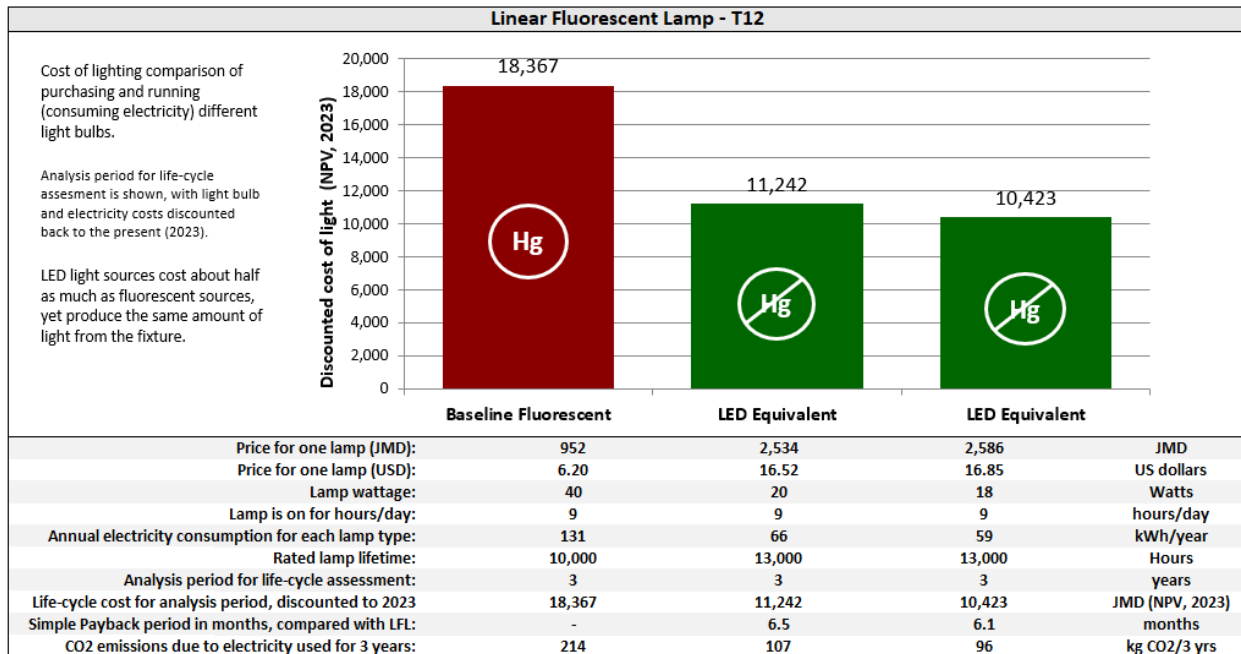 Linear Fluorescent Lamp - T12
Cost of lighting comparison of
purchasing and running
(consuming electricity) different
light bulbs.
Analysis period for life-cycle
assesment is shown, with light bulb
and electricity costs discounted
back to the present (2023).
LED light sources cost about half
as much as fluorescent sources,
yet produce the same amount of
light from the fixture.
Discounted cost of light (NPV, 2023)
20,000
18,000
16,000
14,000
12,000
10,000
8,000
6,000
4,000
2,000
0
18,367
11,242
10,423
Hg
Hg
Hg
Baseline Fluorescent LED Equivalent LED Equivalent
Price for one lamp (JMD): 952 2,534 2,586 JMD
Price for one lamp (USD): 6.20 16.52 16.85 US dollars
Lamp wattage: 40 20 18 Watts
Lamp is on for hours/day: 9 9 9 hours/day
Annual electricity consumption for each lamp type: 131 66 59 kWh/year
Rated lamp lifetime: 10,000 13,000 13,000 Hours
Analysis period for life-cycle assessment: 3 3 3 years
Life-cycle cost for analysis period, discounted to 2023 18,367 11,242 10,423 JMD (NPV, 2023)
Simple Payback period in months, compared with LFL: - 6.5 6.1 months
CO2 emissions due to electricity used for 3 years: 214 107 96 kg CO2/3 yrs